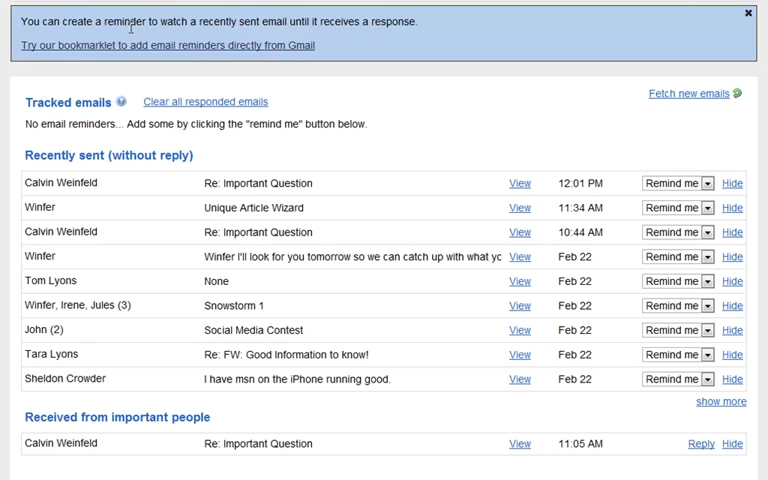 You can create a reminder to watch a recently sent email until it receives a response.
Try our bookmarklet to add email reminders directly from Gmail
Fetch new emails
Tracked emails ? Clear all responded emails
No email reminders... Add some by clicking the "remind me" button below.
Recently sent (without reply)
Calvin Weinfeld Re: Important Question View 12:01 PM Remind me Hide
Winfer Unique Article Wizard View 11:34 AM Remind me Hide
Calvin Weinfeld Re: Important Question View 10:44 AM Remind me Hide
Winfer Winfer I'll look for you tomorrow so we can catch up with what yo View Feb 22 Remind me Hide
Tom Lyons None View Feb 22 Remind me Hide
Winfer, Irene, Jules (3) Snowstorm 1 View Feb 22 Remind me Hide
John (2) Social Media Contest View Feb 22 Remind me Hide
Tara Lyons Re: FW: Good Information to know! View Feb 22 Remind me Hide
Sheldon Crowder I have msn on the iPhone running good. View Feb 22 Remind me Hide
show more
Received from important people
Calvin Weinfeld Re: Important Question View 11:05 AM Reply Hide